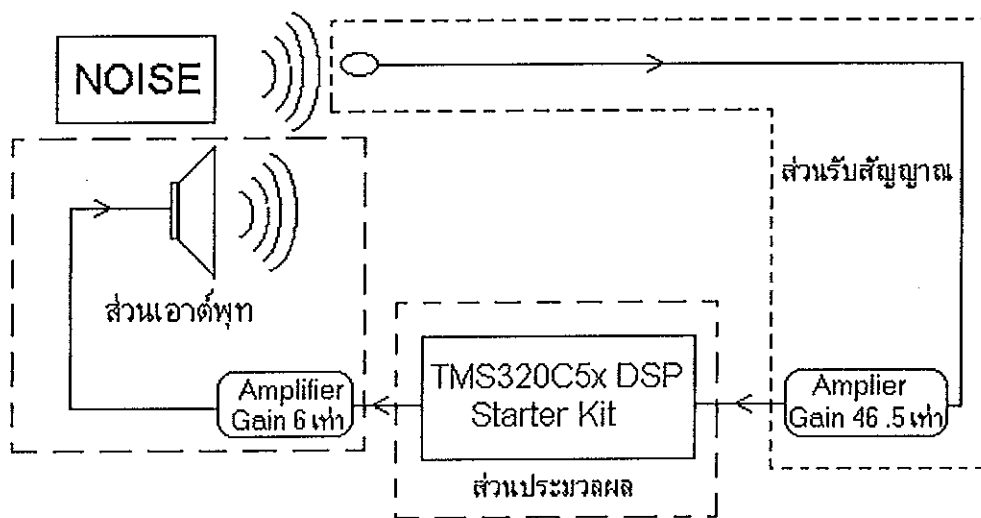 NOISE
ส่วนรับสัญญาณ
ส่วนเอาต์พุท
Amplifier
Gain 6 เท่า
TMS320C5x DSP
Starter Kit
Amplier
Gain 46 .5 เท่า
ส่วนประมวลผล